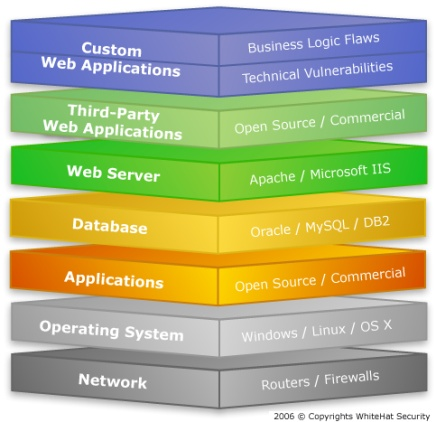 Custom
Web Applications
Business Logic Flaws
Technical Vulnerabilities
Third-Party
Web Applications
Open Source / Commercial
Web Server
Apache / Microsoft IIS
Database
Oracle / MySQL / DB2
Applications
Open Source / Commercial
Operating System
Windows / Linux / OS X
Network
Routers / Firewalls
2006 © Copyrights WhiteHat Security